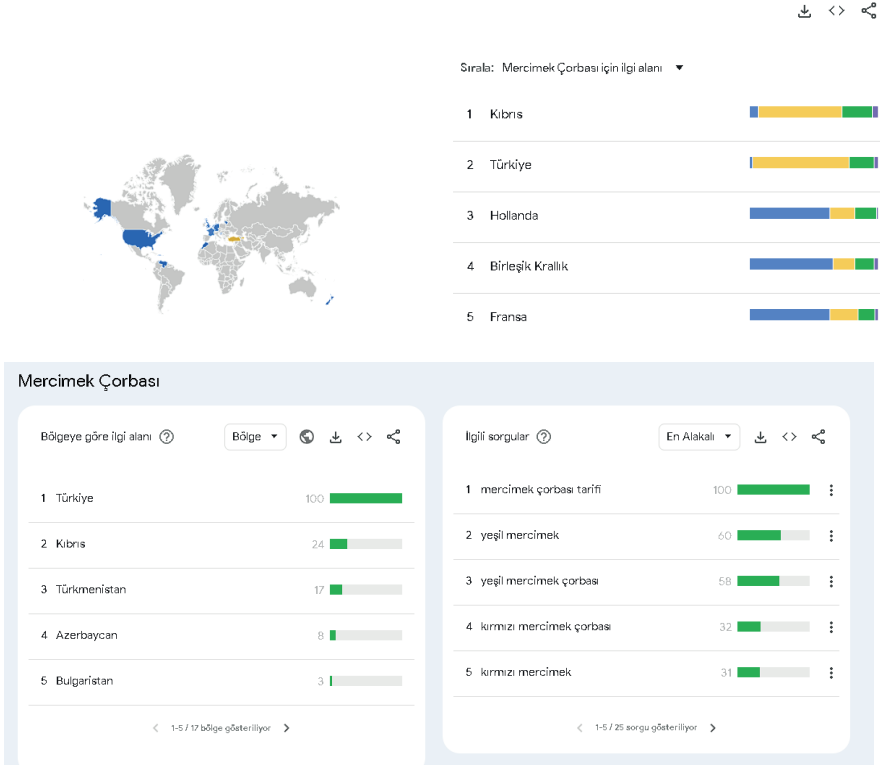 Sırala: Mercimek Çorbası için ilgi alanı
1 Kıbrıs
2 Türkiye
3 Hollanda
4 Birleşik Krallık
5 Fransa
Mercimek Çorbası
Bölgeye göre ilgi alanı
Bölge
1 Türkiye 100
2 Kıbrıs 24
3 Türkmenistan 17
4 Azerbaycan 8
5 Bulgaristan 3
1-5 / 17 bölge gösteriliyor
İlgili sorgular
En Alakalı
1 mercimek çorbası tarifi 100
2 yeşil mercimek 60
3 yeşil mercimek çorbası 58
4 kırmızı mercimek çorbası 32
5 kırmızı mercimek 31
1-5 / 25 sorgu gösteriliyor